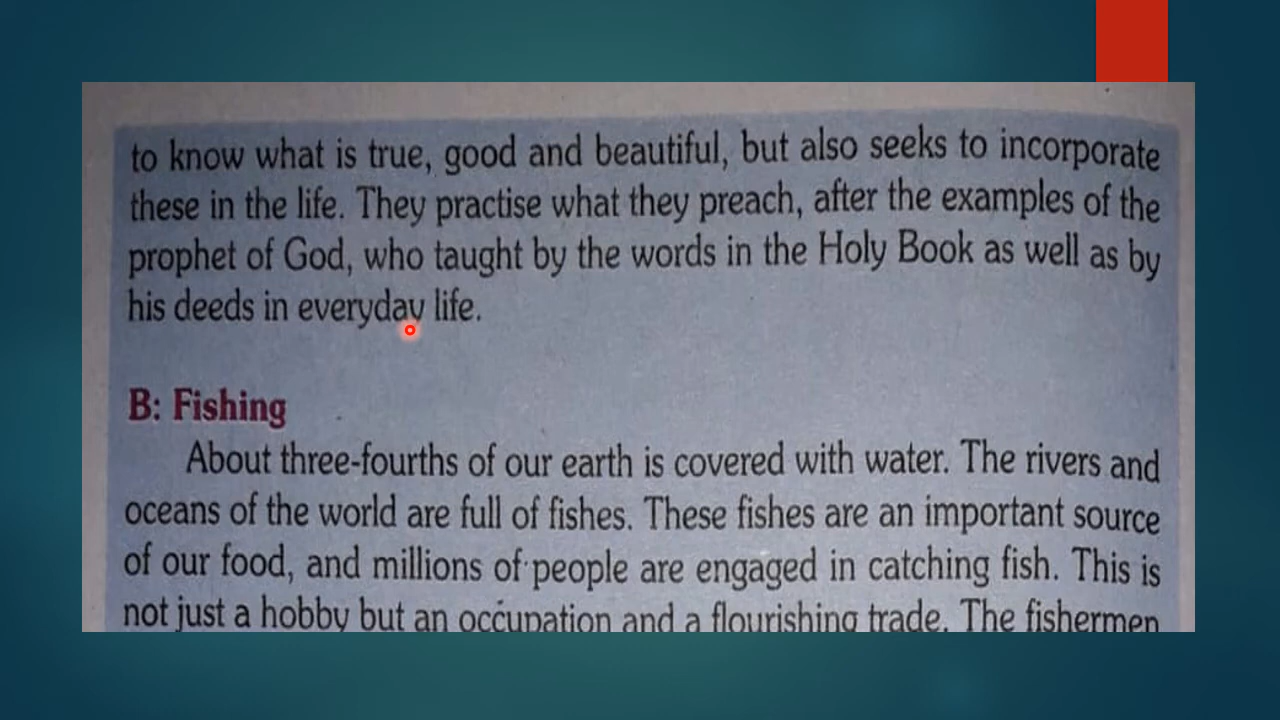 to know what is true, good and beautiful, but also seeks to incorporate
these in the life. They practise what they preach, after the examples of the
prophet of God, who taught by the words in the Holy Book as well as by
his deeds in everyday life.
B: Fishing
About three-fourths of our earth is covered with water. The rivers and
oceans of the world are full of fishes. These fishes are an important source
of our food, and millions of people are engaged in catching fish. This is
not just a hobby but an occupation and a flourishing trade. The fishermen